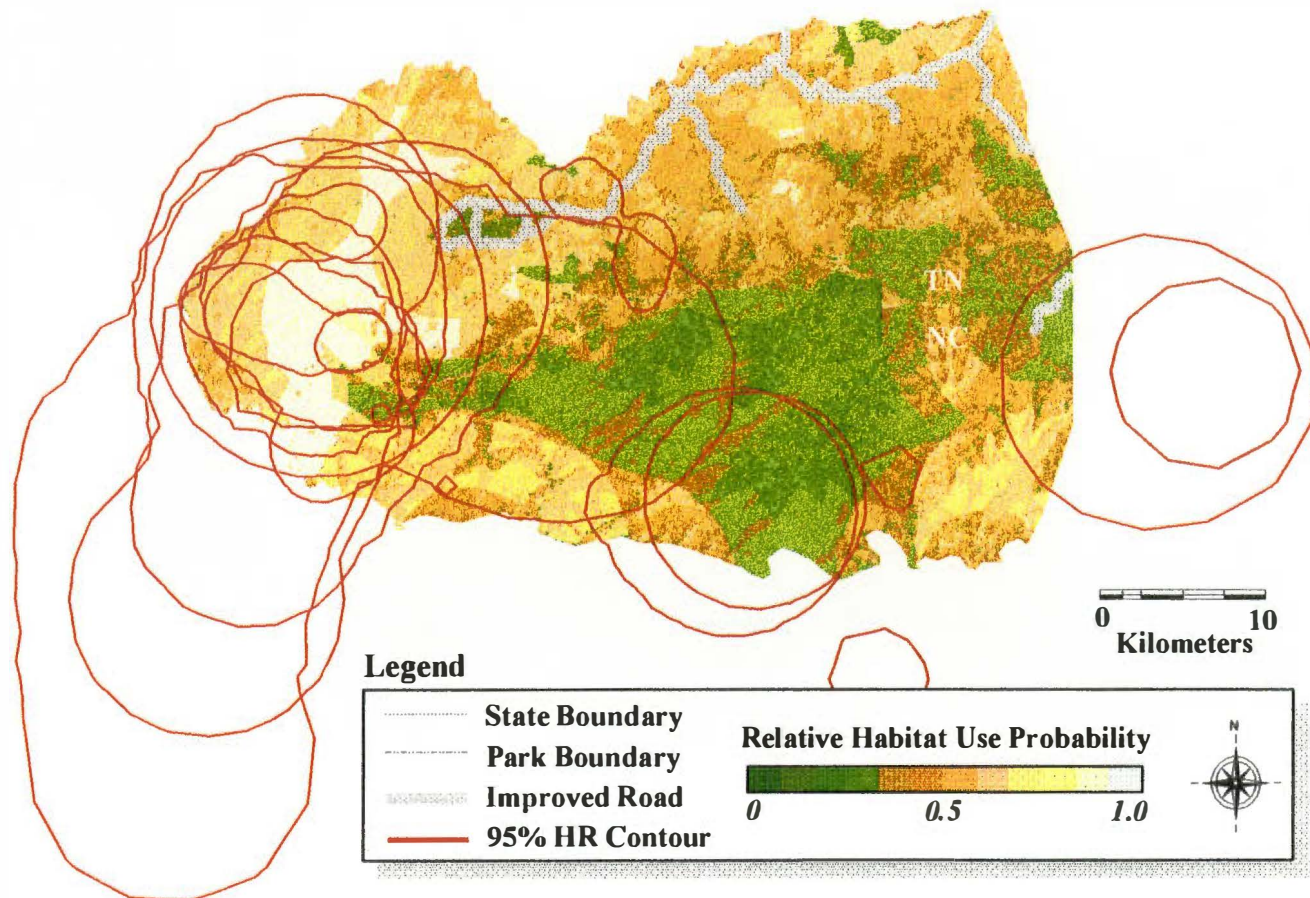 TN
NC
0 10
Kilometers
Legend
State Boundary
Park Boundary
Improved Road
95% HR Contour
Relative Habitat Use Probability
0 0.5 1.0
N